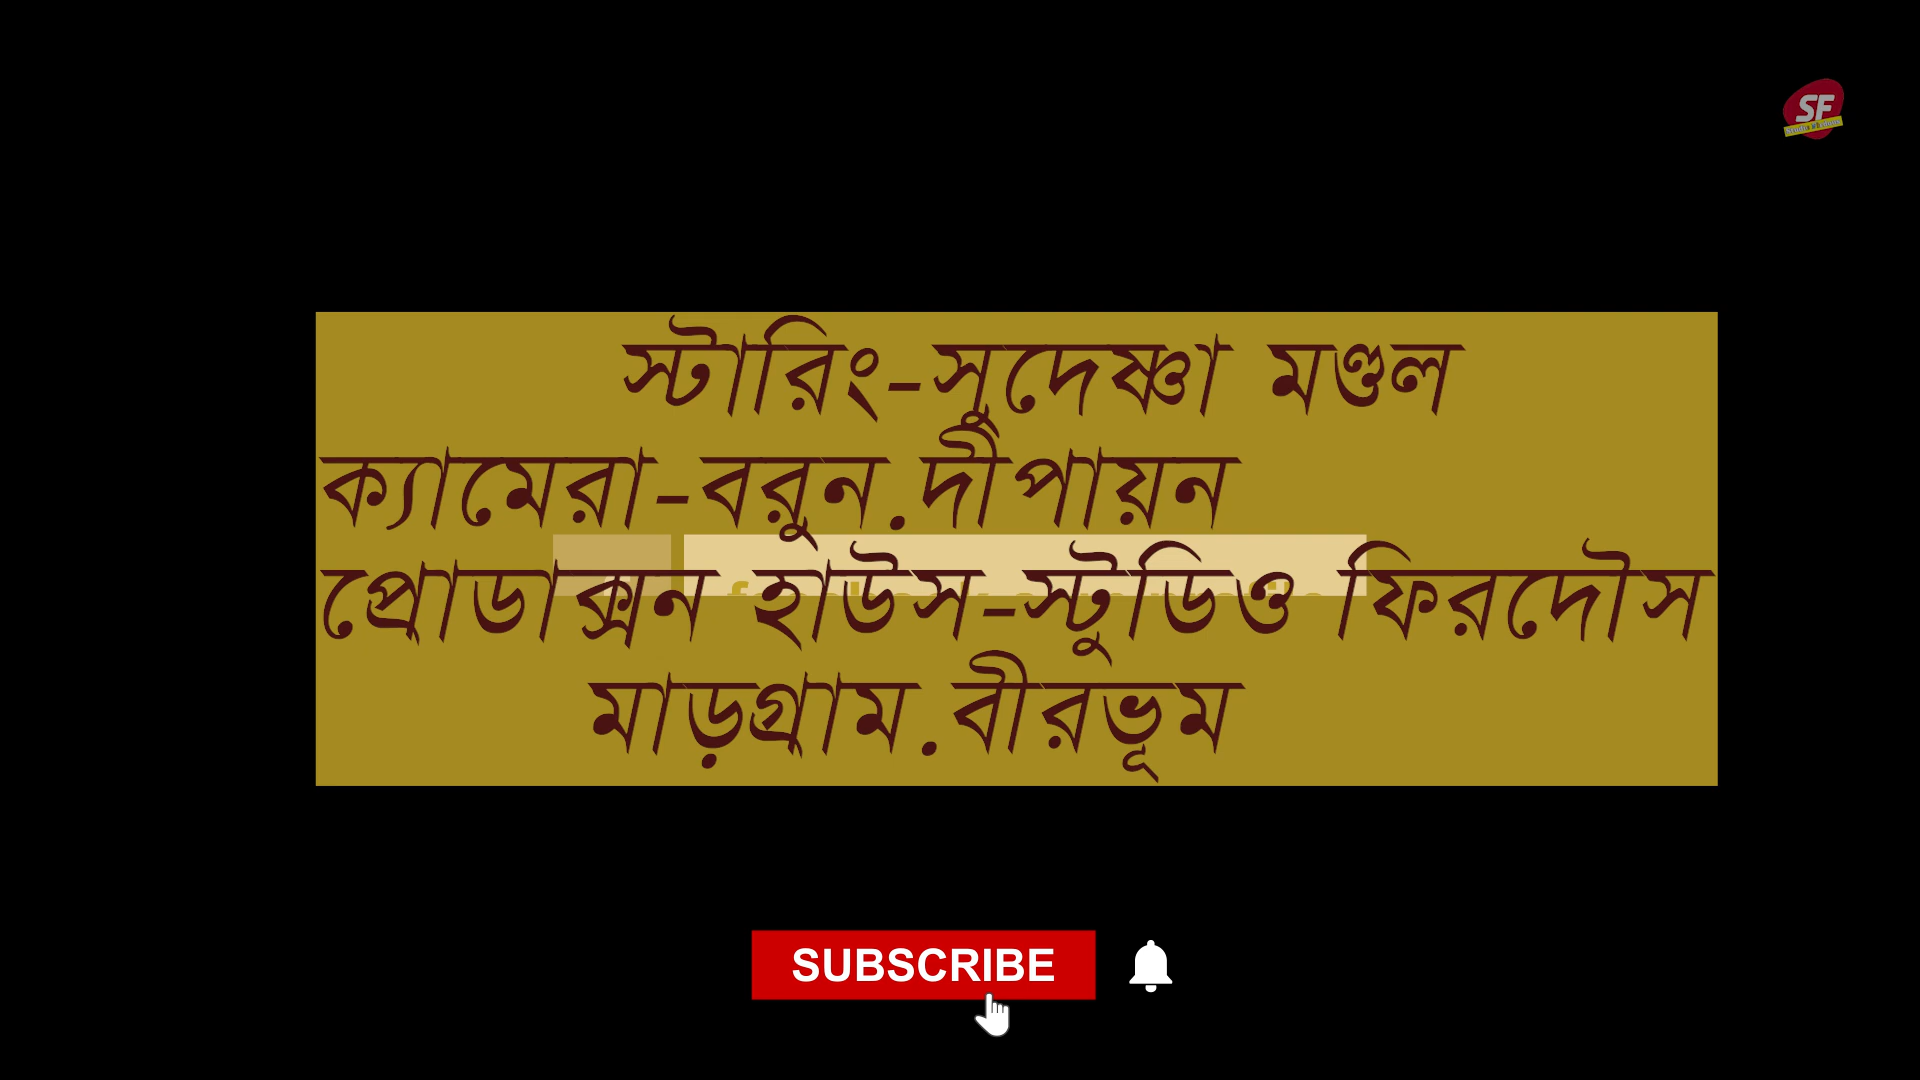 SF
স্টারিং-সুদেষ্ণা মণ্ডল
ক্যামেরা-বরুন.দীপায়ন
প্রোডাক্সন হাউস-স্টুডিও ফিরদৌস
মাড়গ্রাম.বীরভূম
SUBSCRIBE